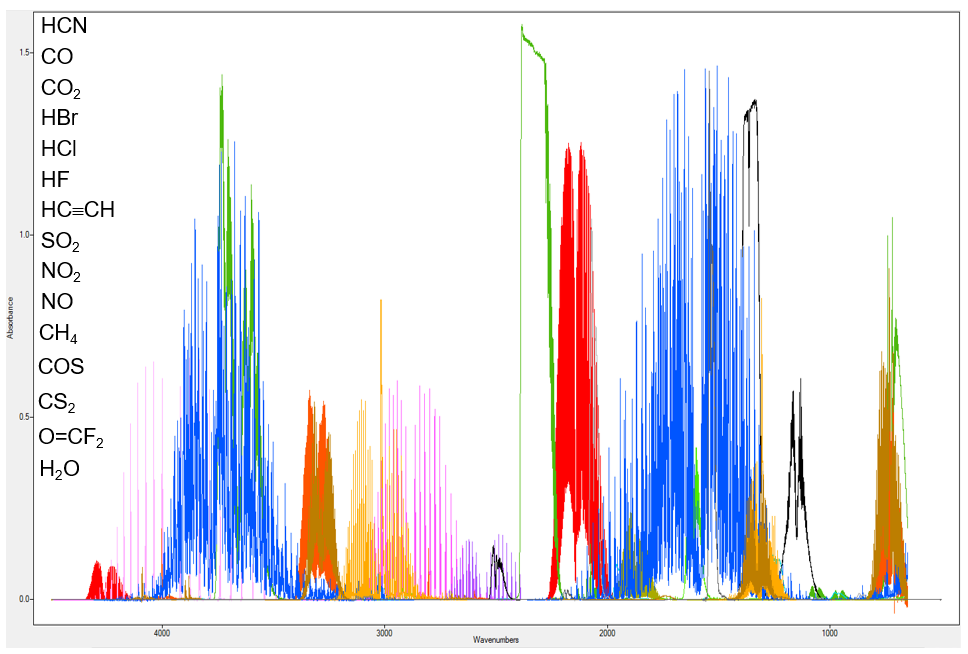 HCN
CO
CO₂
HBr
HCl
HF
HC≡CH
SO₂
NO₂
NO
CH₄
COS
CS₂
O=CF₂
H₂O
Absorbance
1.5
1.0
0.5
0.0
4000 3000 2000 1000
Wavenumbers